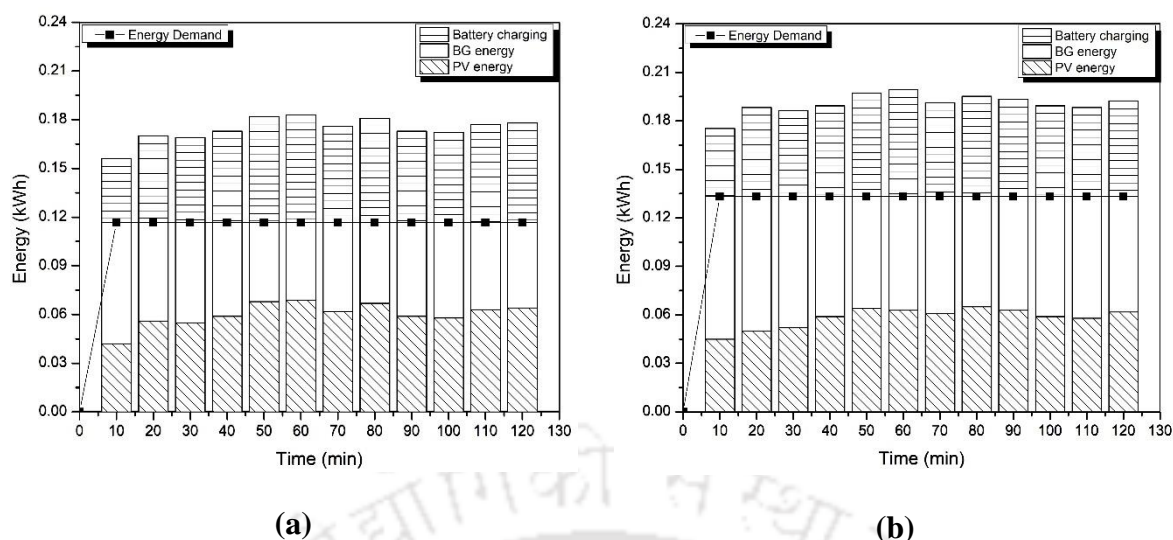 Energy Demand
Battery charging
BG energy
PV energy
0.24
0.21
0.18
0.15
0.12
0.09
0.06
0.03
0.00
Energy (kWh)
0 10 20 30 40 50 60 70 80 90 100 110 120 130
Time (min)
(a)
Energy Demand
Battery charging
BG energy
PV energy
0.24
0.21
0.18
0.15
0.12
0.09
0.06
0.03
0.00
Energy (kWh)
0 10 20 30 40 50 60 70 80 90 100 110 120 130
Time (min)
(b)